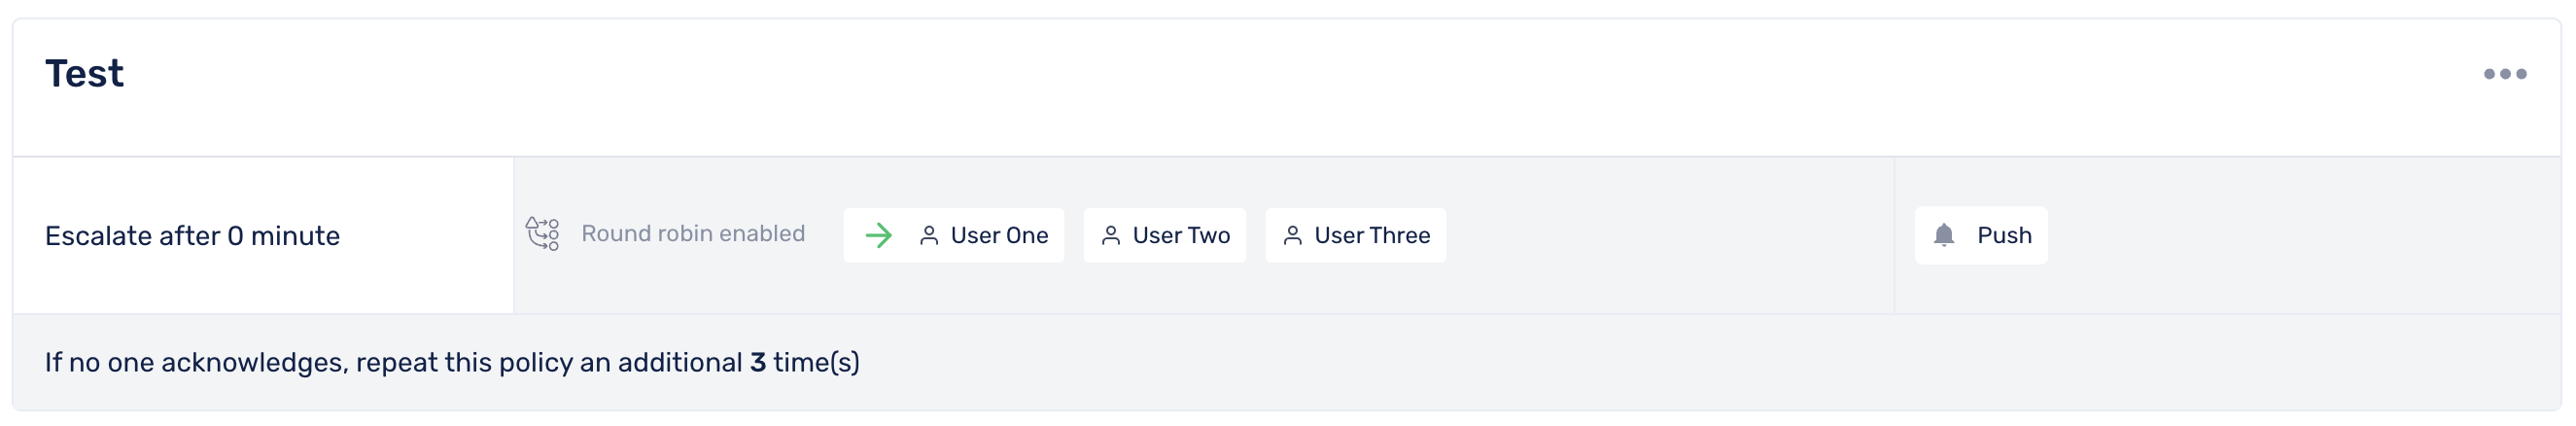 Test
Escalate after 0 minute
Round robin enabled
User One
User Two
User Three
Push
If no one acknowledges, repeat this policy an additional 3 time(s)